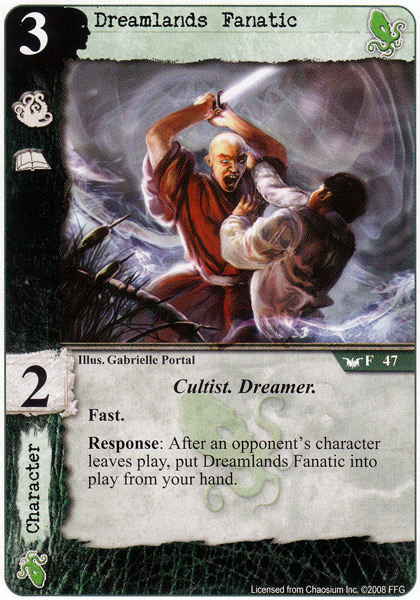 3
Dreamlands Fanatic
Illus. Gabrielle Portal
F 47
2
Cultist. Dreamer.
Fast.
Response: After an opponent's character
leaves play, put Dreamlands Fanatic into
play from your hand.
Character
Licensed from Chaosium Inc. ©2008 FFG